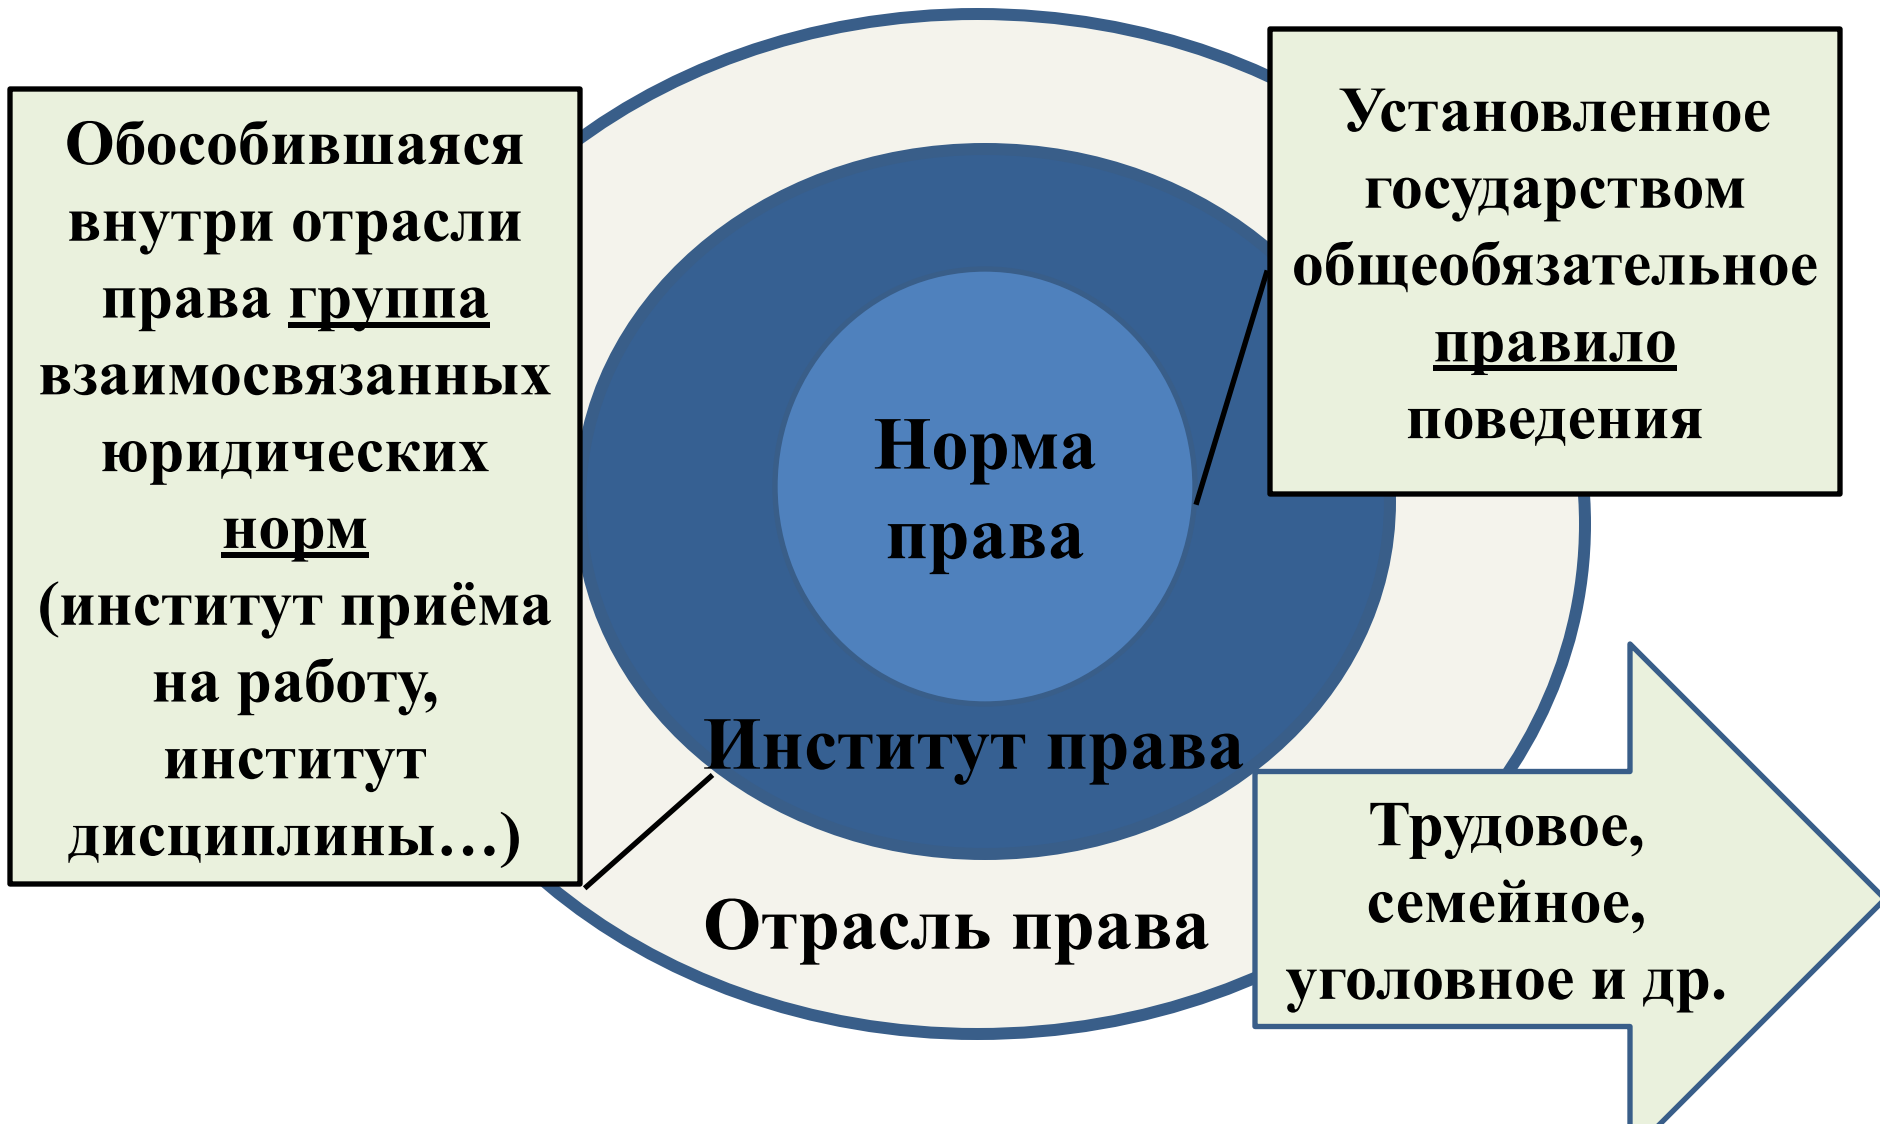 Обособившаяся
внутри отрасли
права группа
взаимосвязанных
юридических
норм
(институт приёма
на работу,
институт
дисциплины…)
Установленное
государством
общеобязательное
правило
поведения
Норма
права
Институт права
Отрасль права
Трудовое,
семейное,
уголовное и др.